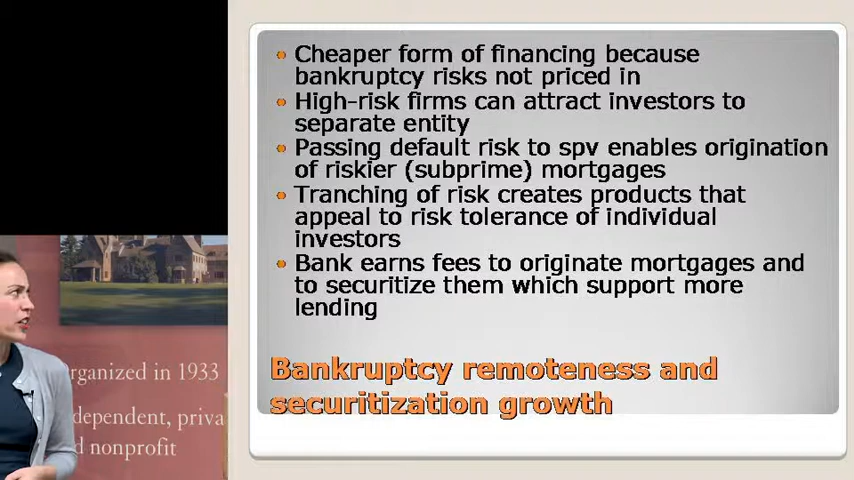 Cheaper form of financing because
bankruptcy risks not priced in
High-risk firms can attract investors to
separate entity
Passing default risk to spv enables origination
of riskier (subprime) mortgages
Tranching of risk creates products that
appeal to risk tolerance of individual
investors
Bank earns fees to originate mortgages and
to securitize them which support more
lending
Bankruptcy remoteness and
securitization growth
rganized in 1933
dependent, priva
d nonprofit